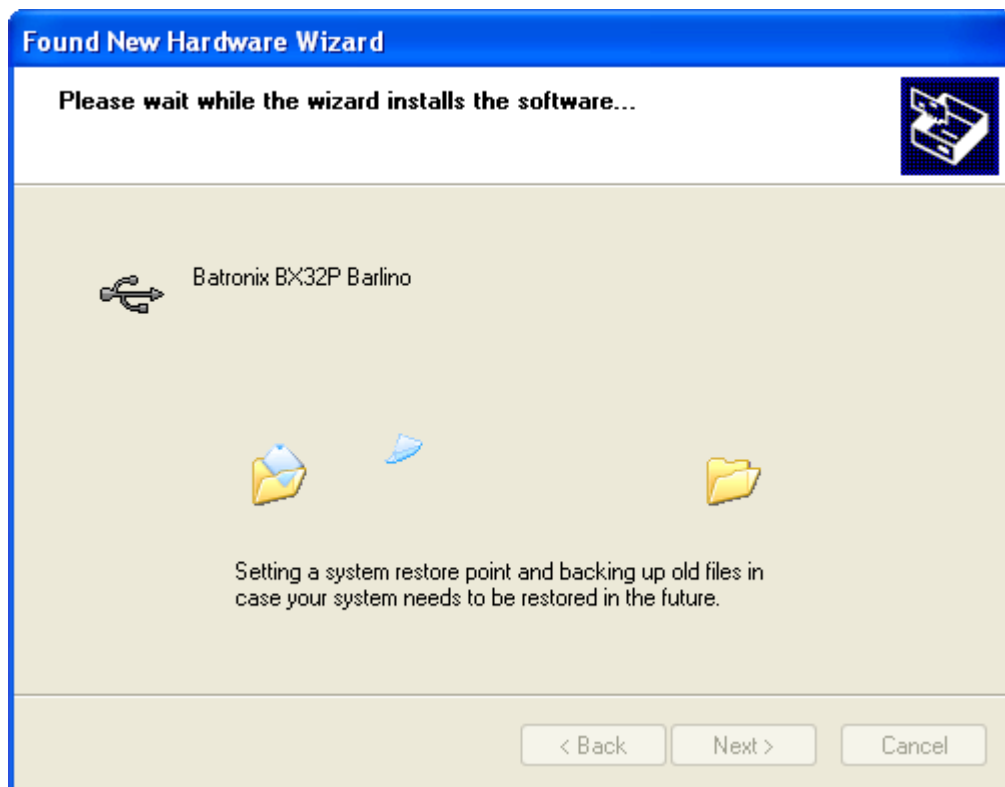 Found New Hardware Wizard
Please wait while the wizard installs the software...
Batronix BX32P Barlino
Setting a system restore point and backing up old files in
case your system needs to be restored in the future.
< Back
Next >
Cancel